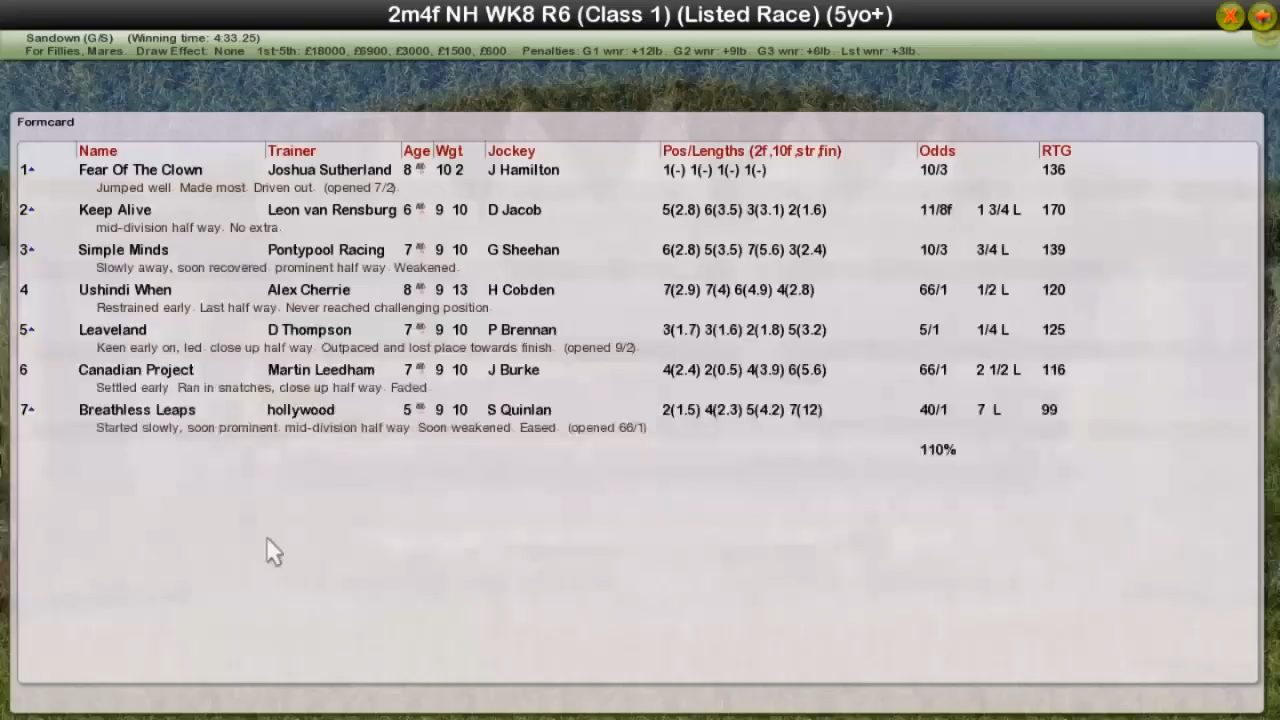 2m4f NH WK8 R6 (Class 1) (Listed Race) (5yo+)
Sandown (G/S) (Winning time: 4:33.25)
For Fillies, Mares. Draw Effect: None 1st-5th: £18000, £6900, £3000, £1500, £600. Penalties: G1 wnr: +12lb. G2 wnr: +9lb. G3 wnr: +6lb. Lst wnr: +3lb.
Formcard
Name Trainer Age Wgt Jockey Pos/Lengths (2f,10f,str,fin) Odds RTG
1 Fear Of The Clown Joshua Sutherland 8 10 2 J Hamilton 1(-) 1(-) 1(-) 1(-) 10/3 136
Jumped well. Made most. Driven out. (opened 7/2).
2 Keep Alive Leon van Rensburg 6 9 10 D Jacob 5(2.8) 6(3.5) 3(3.1) 2(1.6) 11/8f 1 3/4 L 170
mid-division half way. No extra.
3 Simple Minds Pontypool Racing 7 9 10 G Sheehan 6(2.8) 5(3.5) 7(5.6) 3(2.4) 10/3 3/4 L 139
Slowly away, soon recovered. prominent half way. Weakened.
4 Ushindi When Alex Cherrie 8 9 13 H Cobden 7(2.9) 7(4) 6(4.9) 4(2.8) 66/1 1/2 L 120
Restrained early. Last half way. Never reached challenging position.
5 Leaveland D Thompson 7 9 10 P Brennan 3(1.7) 3(1.6) 2(1.8) 5(3.2) 5/1 1/4 L 125
Keen early on, led. close up half way. Outpaced and lost place towards finish. (opened 9/2).
6 Canadian Project Martin Leedham 7 9 10 J Burke 4(2.4) 2(0.5) 4(3.9) 6(5.6) 66/1 2 1/2 L 116
Settled early. Ran in snatches, close up half way. Faded.
7 Breathless Leaps hollywood 5 9 10 S Quinlan 2(1.5) 4(2.3) 5(4.2) 7(12) 40/1 7 L 99
Started slowly, soon prominent. mid-division half way. Soon weakened. Eased. (opened 66/1)
110%